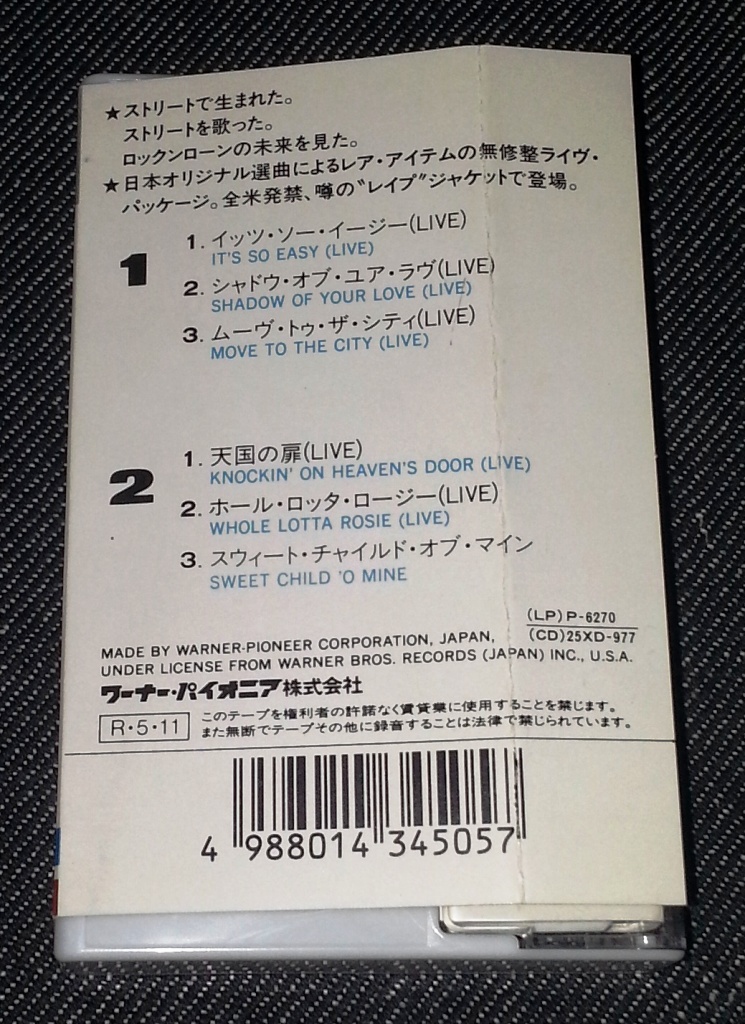 ★ストリートで生まれた。
ストリートを歌った。
ロックンローンの未来を見た。
★日本オリジナル選曲によるレア・アイテムの無修整ライヴ・
パッケージ。全米発禁、噂の〝レイプ〟ジャケットで登場。
1
1. イッツ・ソー・イージー(LIVE)
IT'S SO EASY (LIVE)
2. シャドウ・オブ・ユア・ラヴ(LIVE)
SHADOW OF YOUR LOVE (LIVE)
3. ムーヴ・トゥ・ザ・シティ(LIVE)
MOVE TO THE CITY (LIVE)
2
1. 天国の扉(LIVE)
KNOCKIN' ON HEAVEN'S DOOR (LIVE)
2. ホール・ロッタ・ロージー(LIVE)
WHOLE LOTTA ROSIE (LIVE)
3. スウィート・チャイルド・オブ・マイン
SWEET CHILD 'O MINE
(LP) P-6270
(CD)25XD-977
MADE BY WARNER-PIONEER CORPORATION, JAPAN,
UNDER LICENSE FROM WARNER BROS. RECORDS (JAPAN) INC., U.S.A.
ワーナー・パイオニア株式会社
R・5・11
このテープを権利者の許諾なく賃貸業に使用することを禁じます。
また無断でテープその他に録音することは法律で禁じられています。
4 988014 345057